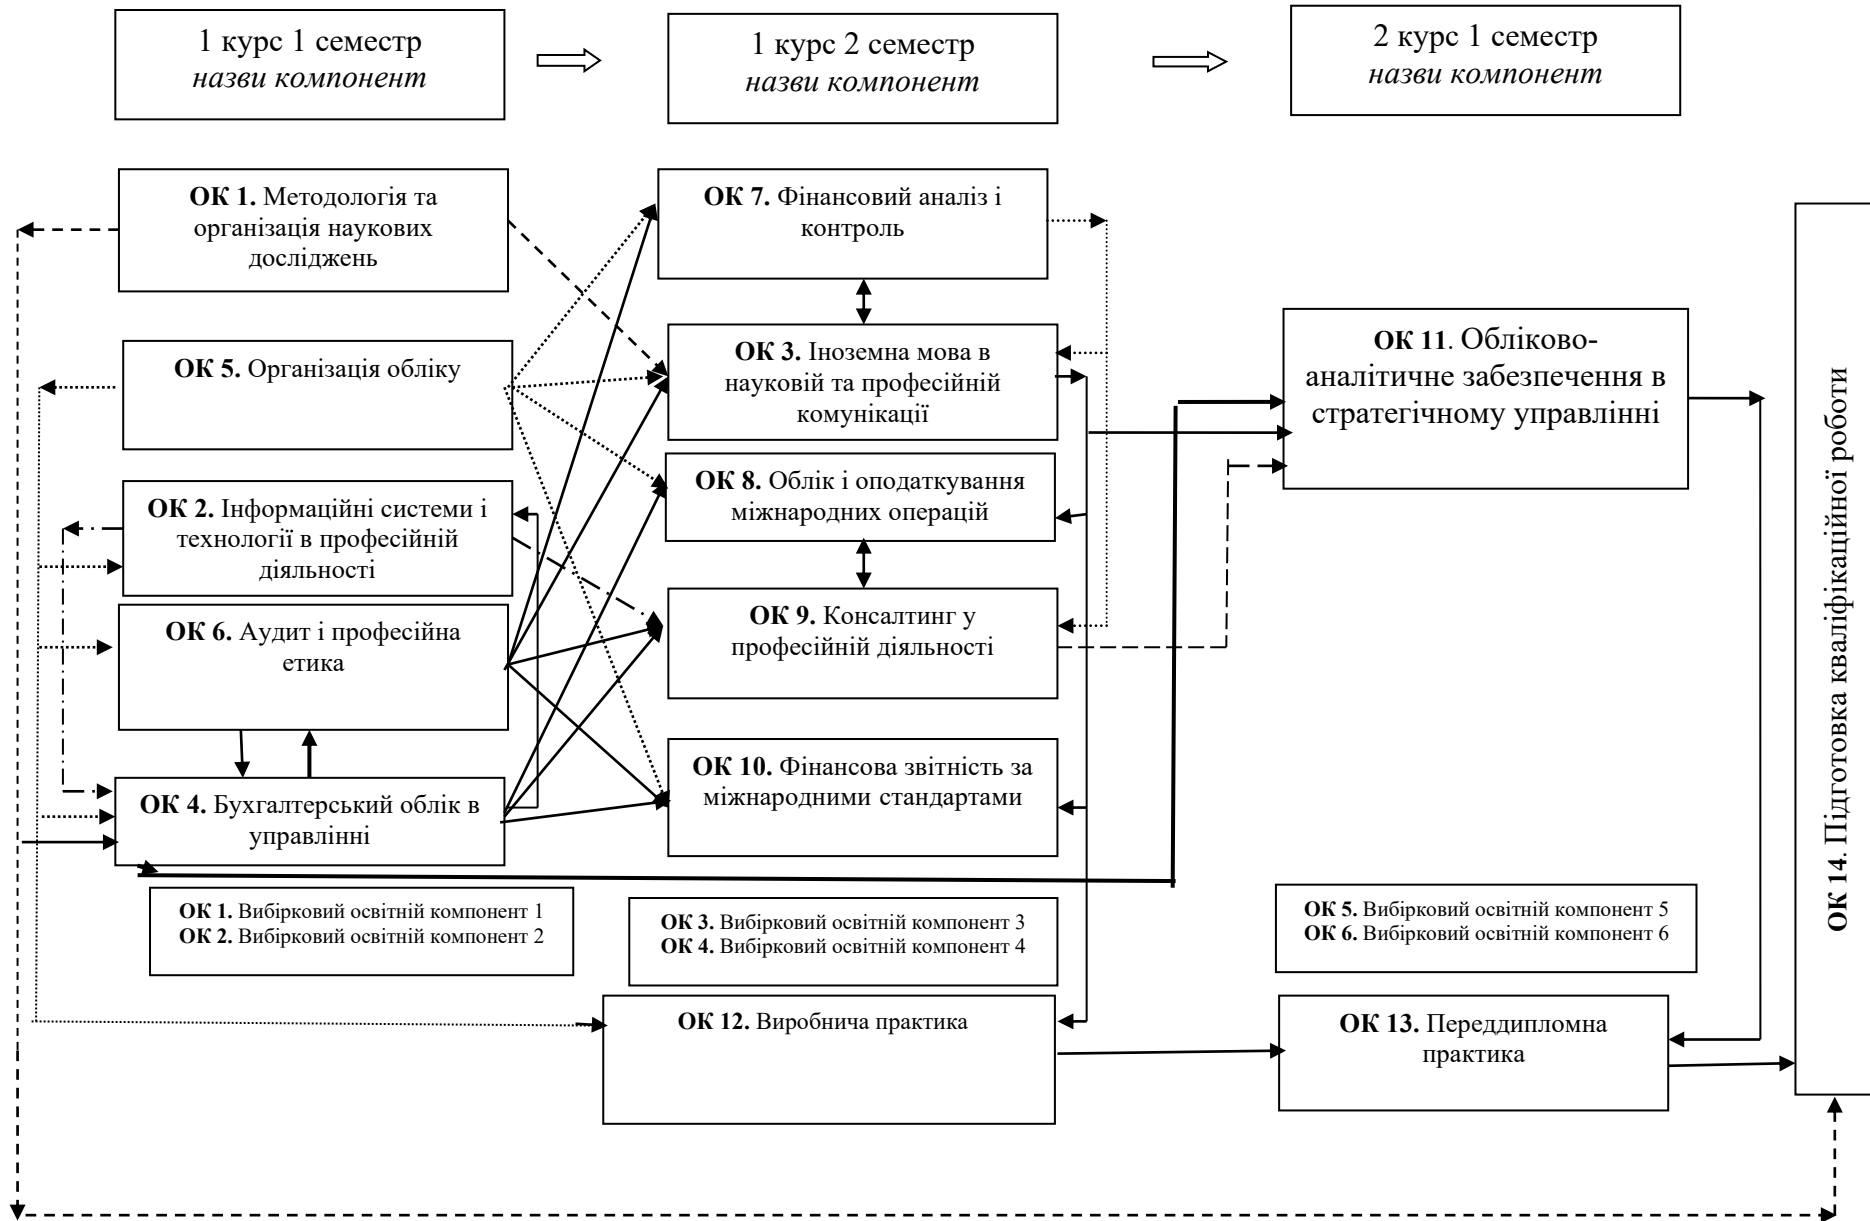 1 курс 1 семестр
назви компонент
1 курс 2 семестр
назви компонент
2 курс 1 семестр
назви компонент
ОК 1. Методологія та
організація наукових
досліджень
ОК 5. Організація обліку
ОК 2. Інформаційні системи і
технології в професійній
діяльності
ОК 6. Аудит і професійна
етика
ОК 4. Бухгалтерський облік в
управлінні
ОК 1. Вибірковий освітній компонент 1
ОК 2. Вибірковий освітній компонент 2
ОК 7. Фінансовий аналіз і
контроль
ОК 3. Іноземна мова в
науковій та професійній
комунікації
ОК 8. Облік і оподаткування
міжнародних операцій
ОК 9. Консалтинг у
професійній діяльності
ОК 10. Фінансова звітність за
міжнародними стандартами
ОК 3. Вибірковий освітній компонент 3
ОК 4. Вибірковий освітній компонент 4
ОК 12. Виробнича практика
ОК 11. Обліково-
аналітичне забезпечення в
стратегічному управлінні
ОК 5. Вибірковий освітній компонент 5
ОК 6. Вибірковий освітній компонент 6
ОК 13. Переддипломна
практика
ОК 14. Підготовка кваліфікаційної роботи